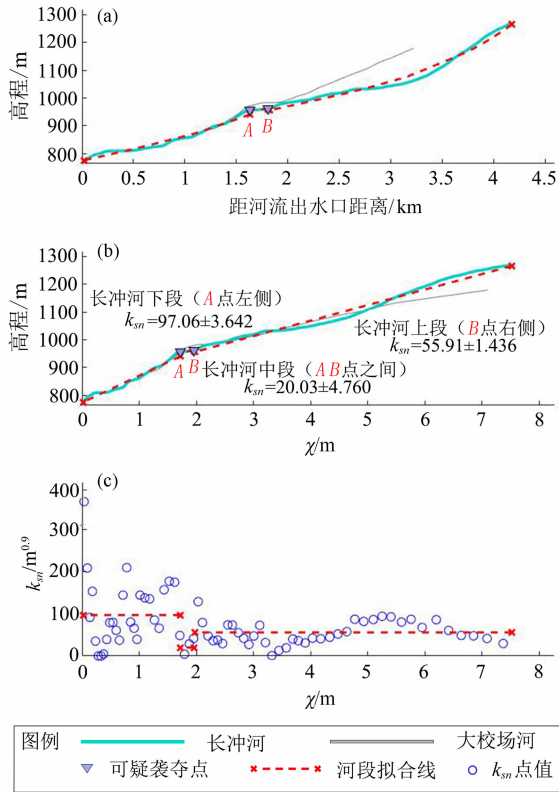 (a)
1300
1200
1100
1000
900
800
高程/m
A
B
0
0.5
1
1.5
2
2.5
3
3.5
4
4.5
距河流出水口距离/km
(b)
1300
1200
1100
1000
900
800
高程/m
长冲河下段（A点左侧）
ksn=97.06±3.642
长冲河上段（B点右侧）
ksn=55.91±1.436
A
B
长冲河中段（AB点之间）
ksn=20.03±4.760
0
1
2
3
4
5
6
7
8
χ/m
(c)
400
300
200
100
0
ksn/m0.9
0
1
2
3
4
5
6
7
8
χ/m
图例
长冲河
大校场河
可疑袭夺点
河段拟合线
ksn点值